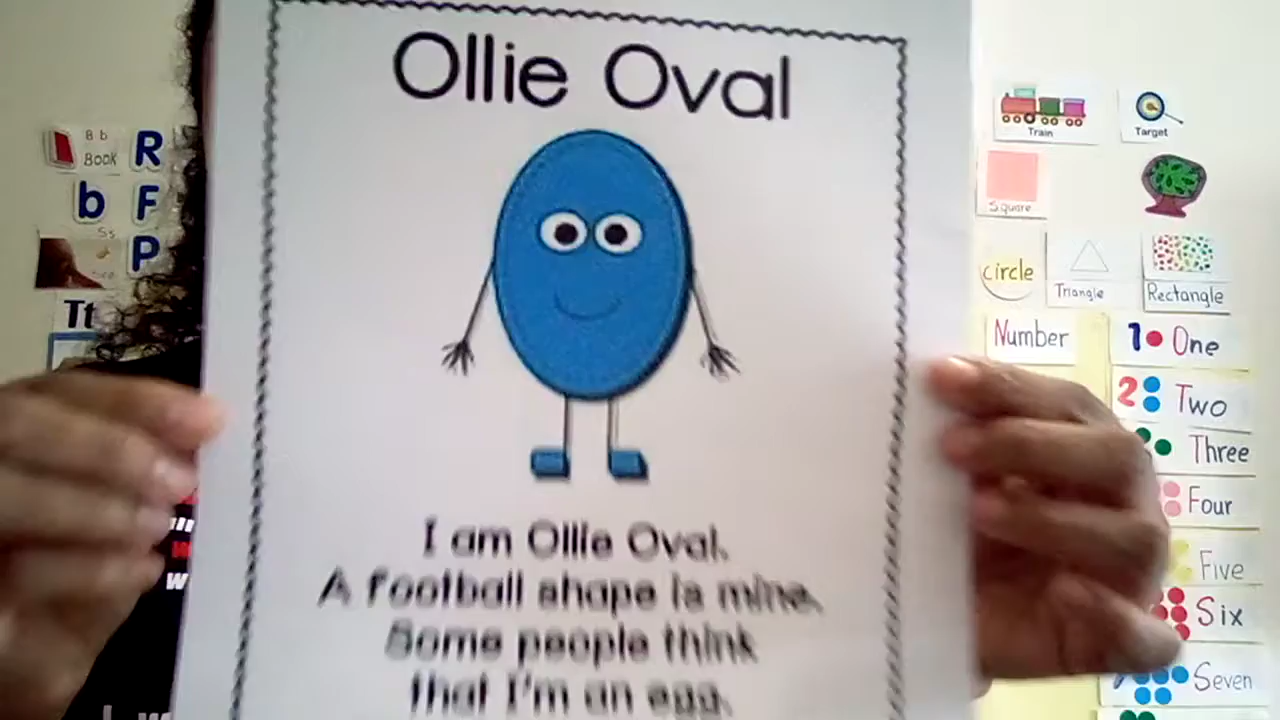 Ollie Oval
I am Ollie Oval.
A football shape is mine.
Some people think
that I'm an egg.
B b
Book
R
b
F
Ss
P
Tt
Train
Target
Square
circle
Triangle
Rectangle
Number
1 One
2 Two
Three
Four
Five
Six
Seven